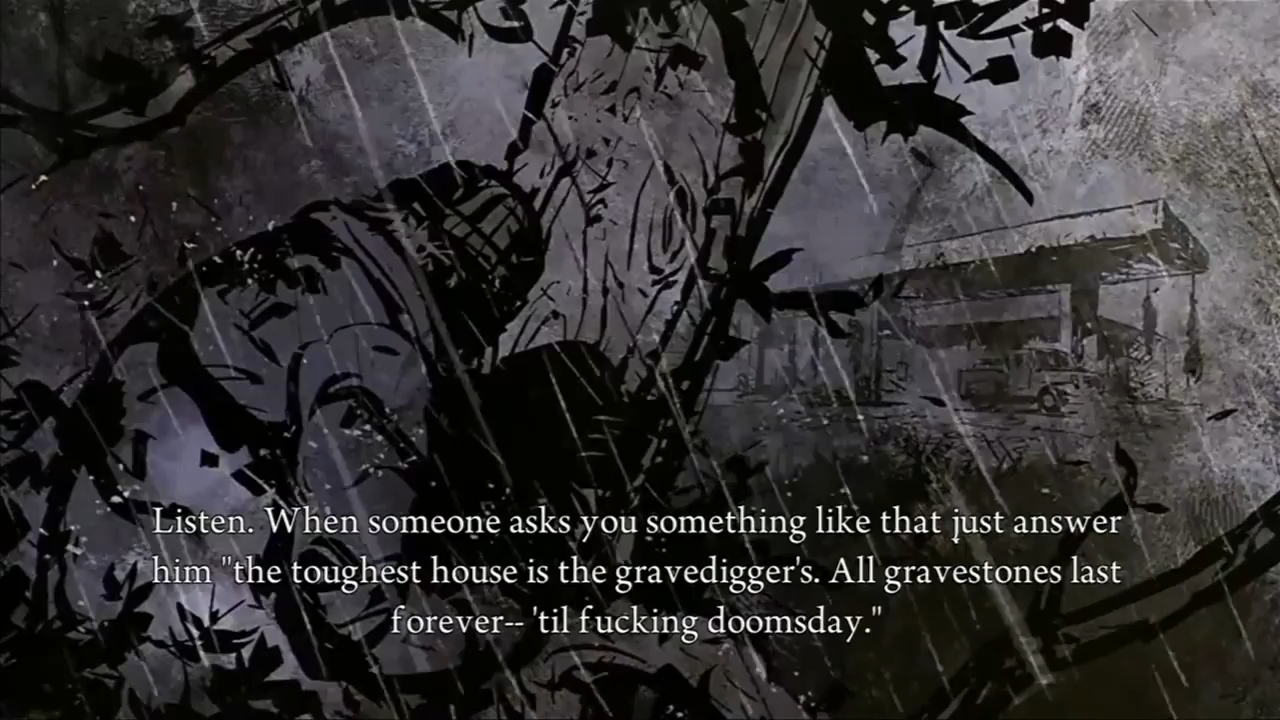 Listen. When someone asks you something like that just answer
him "the toughest house is the gravedigger's. All gravestones last
forever-- 'til fucking doomsday."